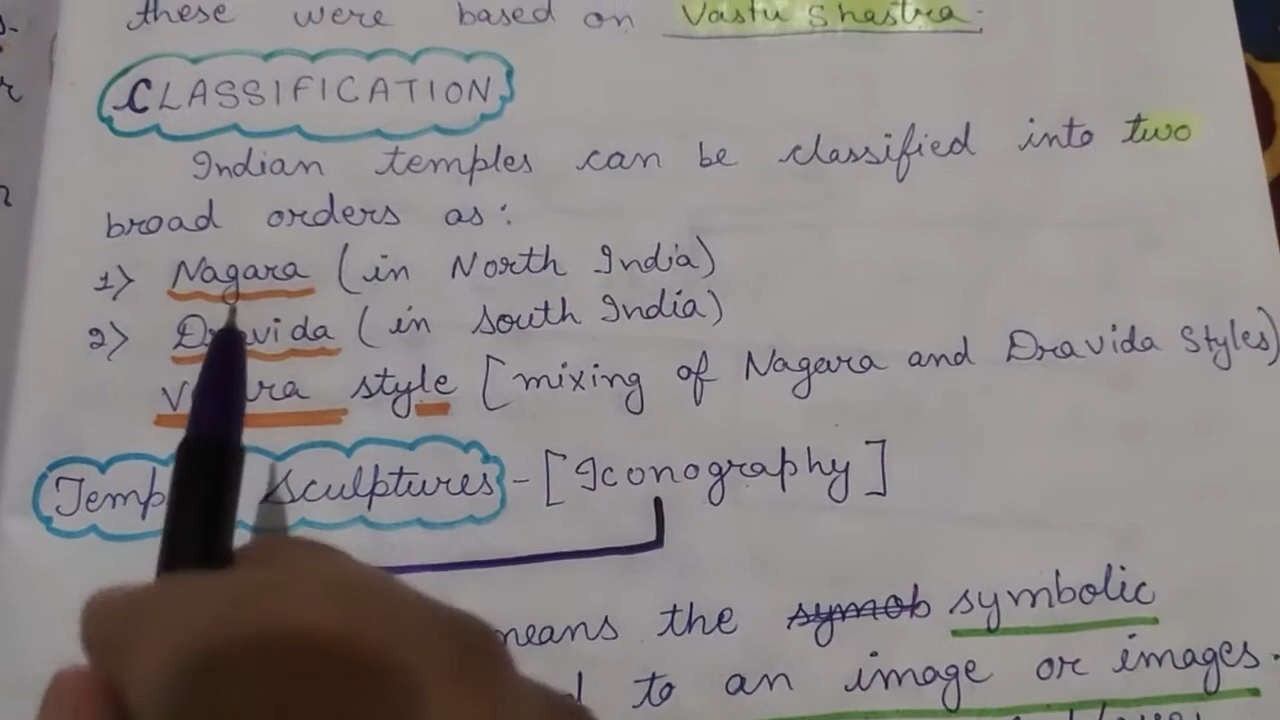 these were based on Vastu Shastra.
CLASSIFICATION
Indian temples can be classified into two
broad orders as:
1) Nagara (in North India)
2) Dravida (in South India)
style [mixing of Nagara and Dravida Styles)
Sculptures - [Iconography]
means the symbolic
to an image or images.